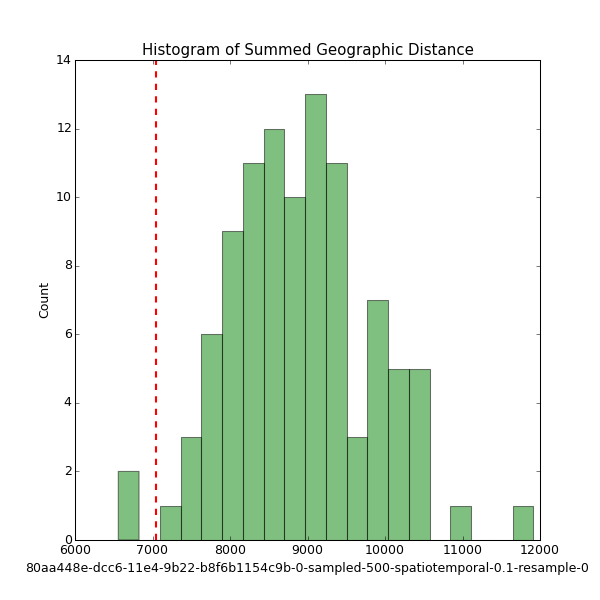 Histogram of Summed Geographic Distance
14
12
10
8
6
4
2
0
Count
6000 7000 8000 9000 10000 11000 12000
80aa448e-dcc6-11e4-9b22-b8f6b1154c9b-0-sampled-500-spatiotemporal-0.1-resample-0